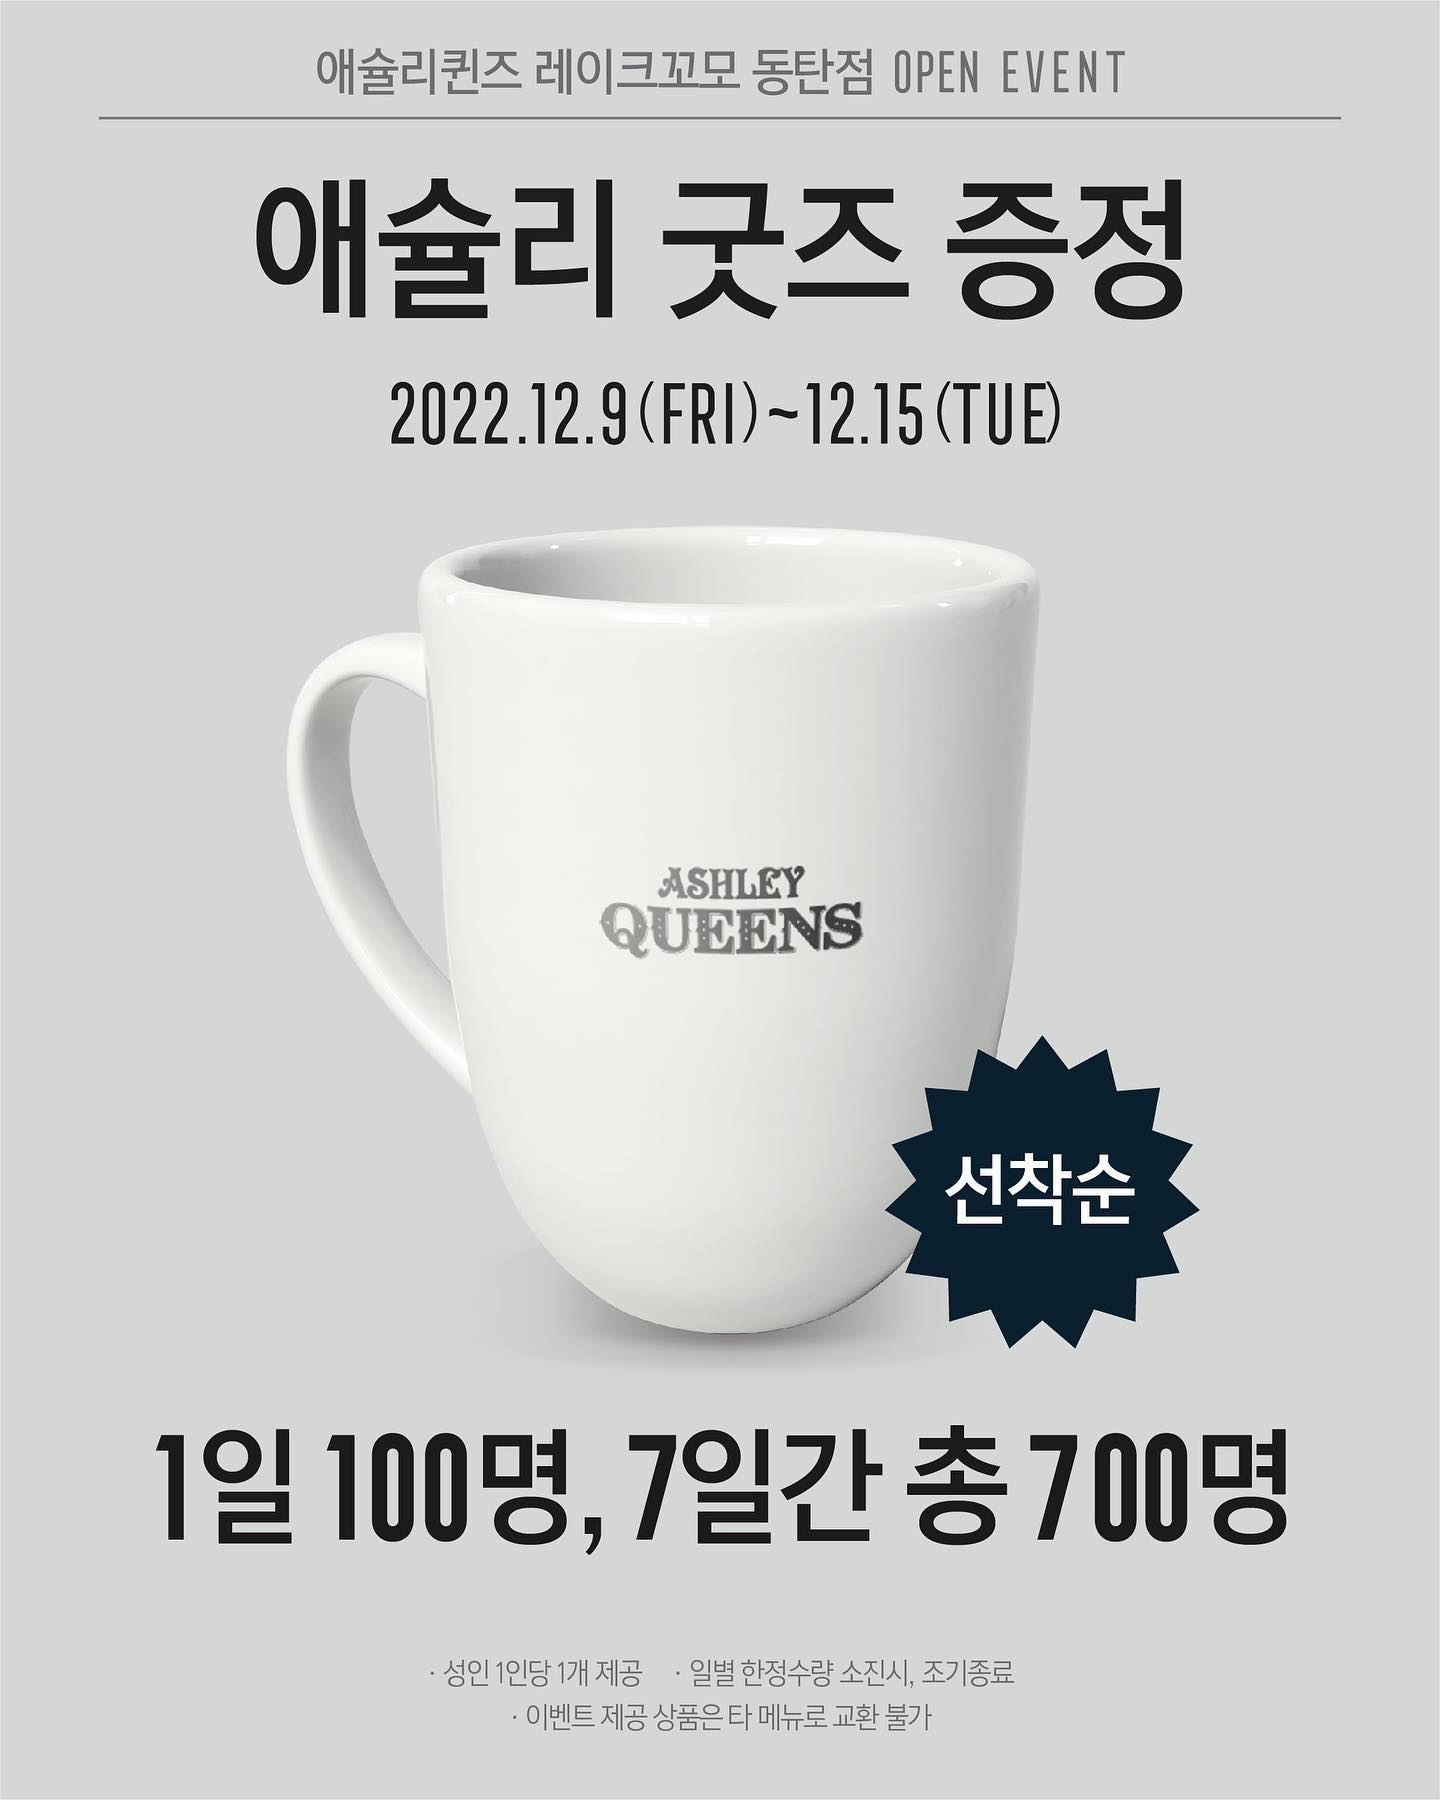 애슐리퀸즈 레이크꼬모 동탄점 OPEN EVENT
애슐리 굿즈 증정
2022.12.9(FRI)~12.15(TUE)
ASHLEY
QUEENS
선착순
1일 100명, 7일간 총 700명
· 성인 1인당 1개 제공 · 일별 한정수량 소진시, 조기종료
· 이벤트 제공 상품은 타 메뉴로 교환 불가